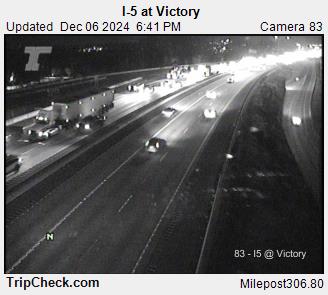 I-5 at Victory
Updated  Dec 06 2024  6:41 PM
Camera 83
T
N
83 - I5 @ Victory
TripCheck.com
Milepost306.80